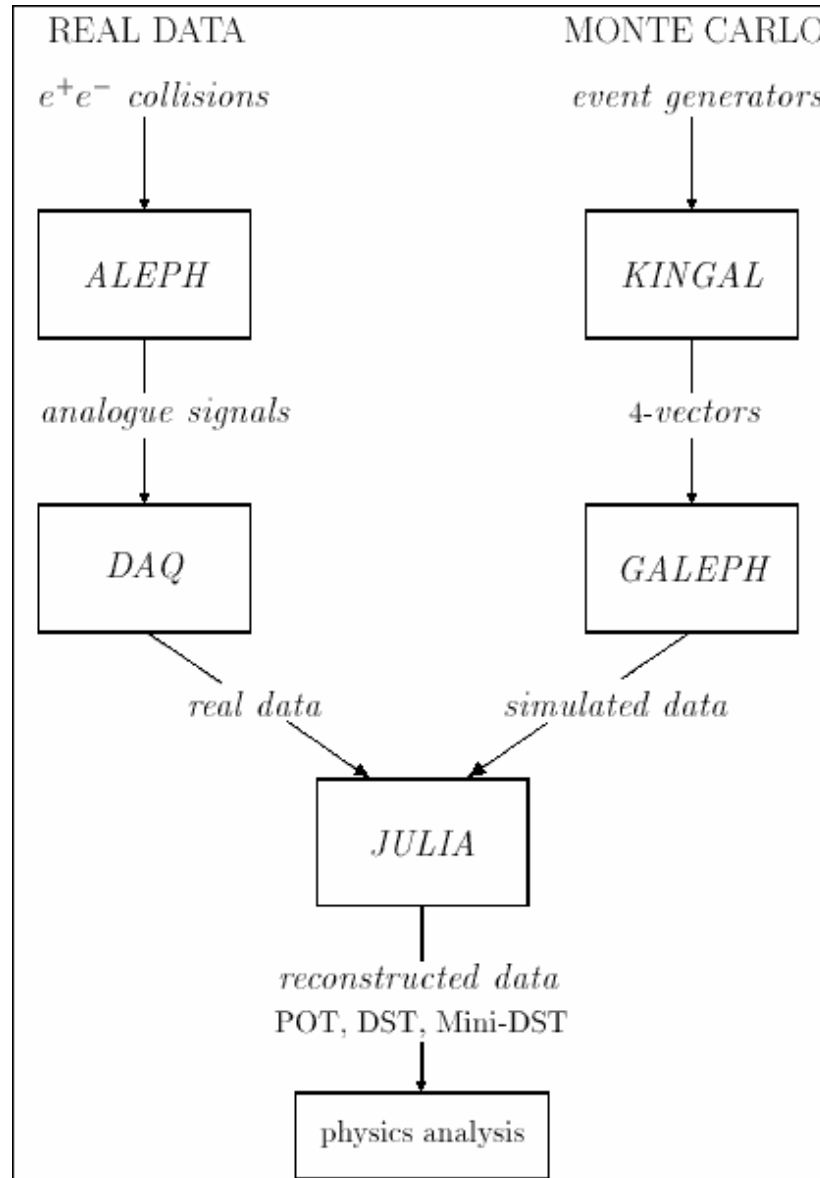 REAL DATA
MONTE CARLO
e⁺e⁻ collisions
event generators
ALEPH
KINGAL
analogue signals
4-vectors
DAQ
GALEPH
real data
simulated data
JULIA
reconstructed data
POT, DST, Mini-DST
physics analysis